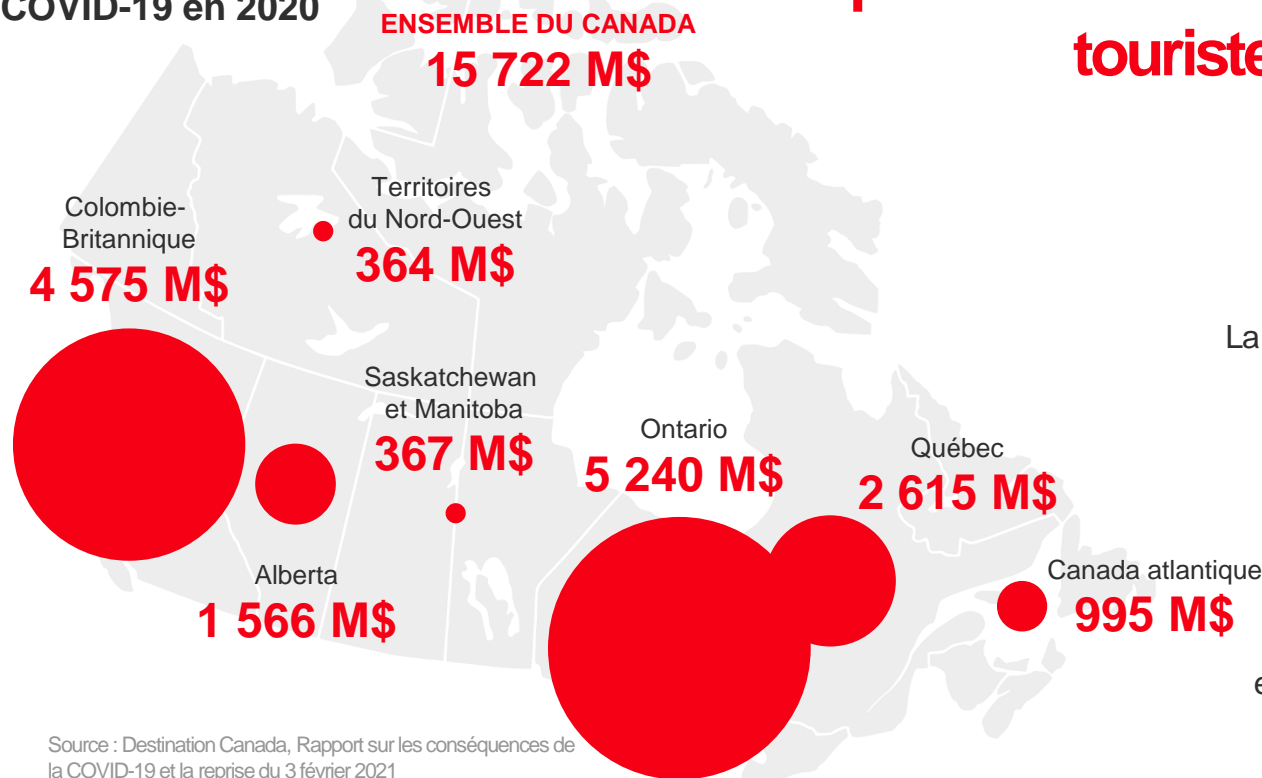 COVID-19 en 2020
ENSEMBLE DU CANADA
15 722 M$
touriste
Colombie-
Britannique
4 575 M$
Territoires
du Nord-Ouest
364 M$
La
Saskatchewan
et Manitoba
367 M$
Ontario
5 240 M$
Québec
2 615 M$
Alberta
1 566 M$
Canada atlantique
995 M$
e
Source : Destination Canada, Rapport sur les conséquences de
la COVID-19 et la reprise du 3 février 2021